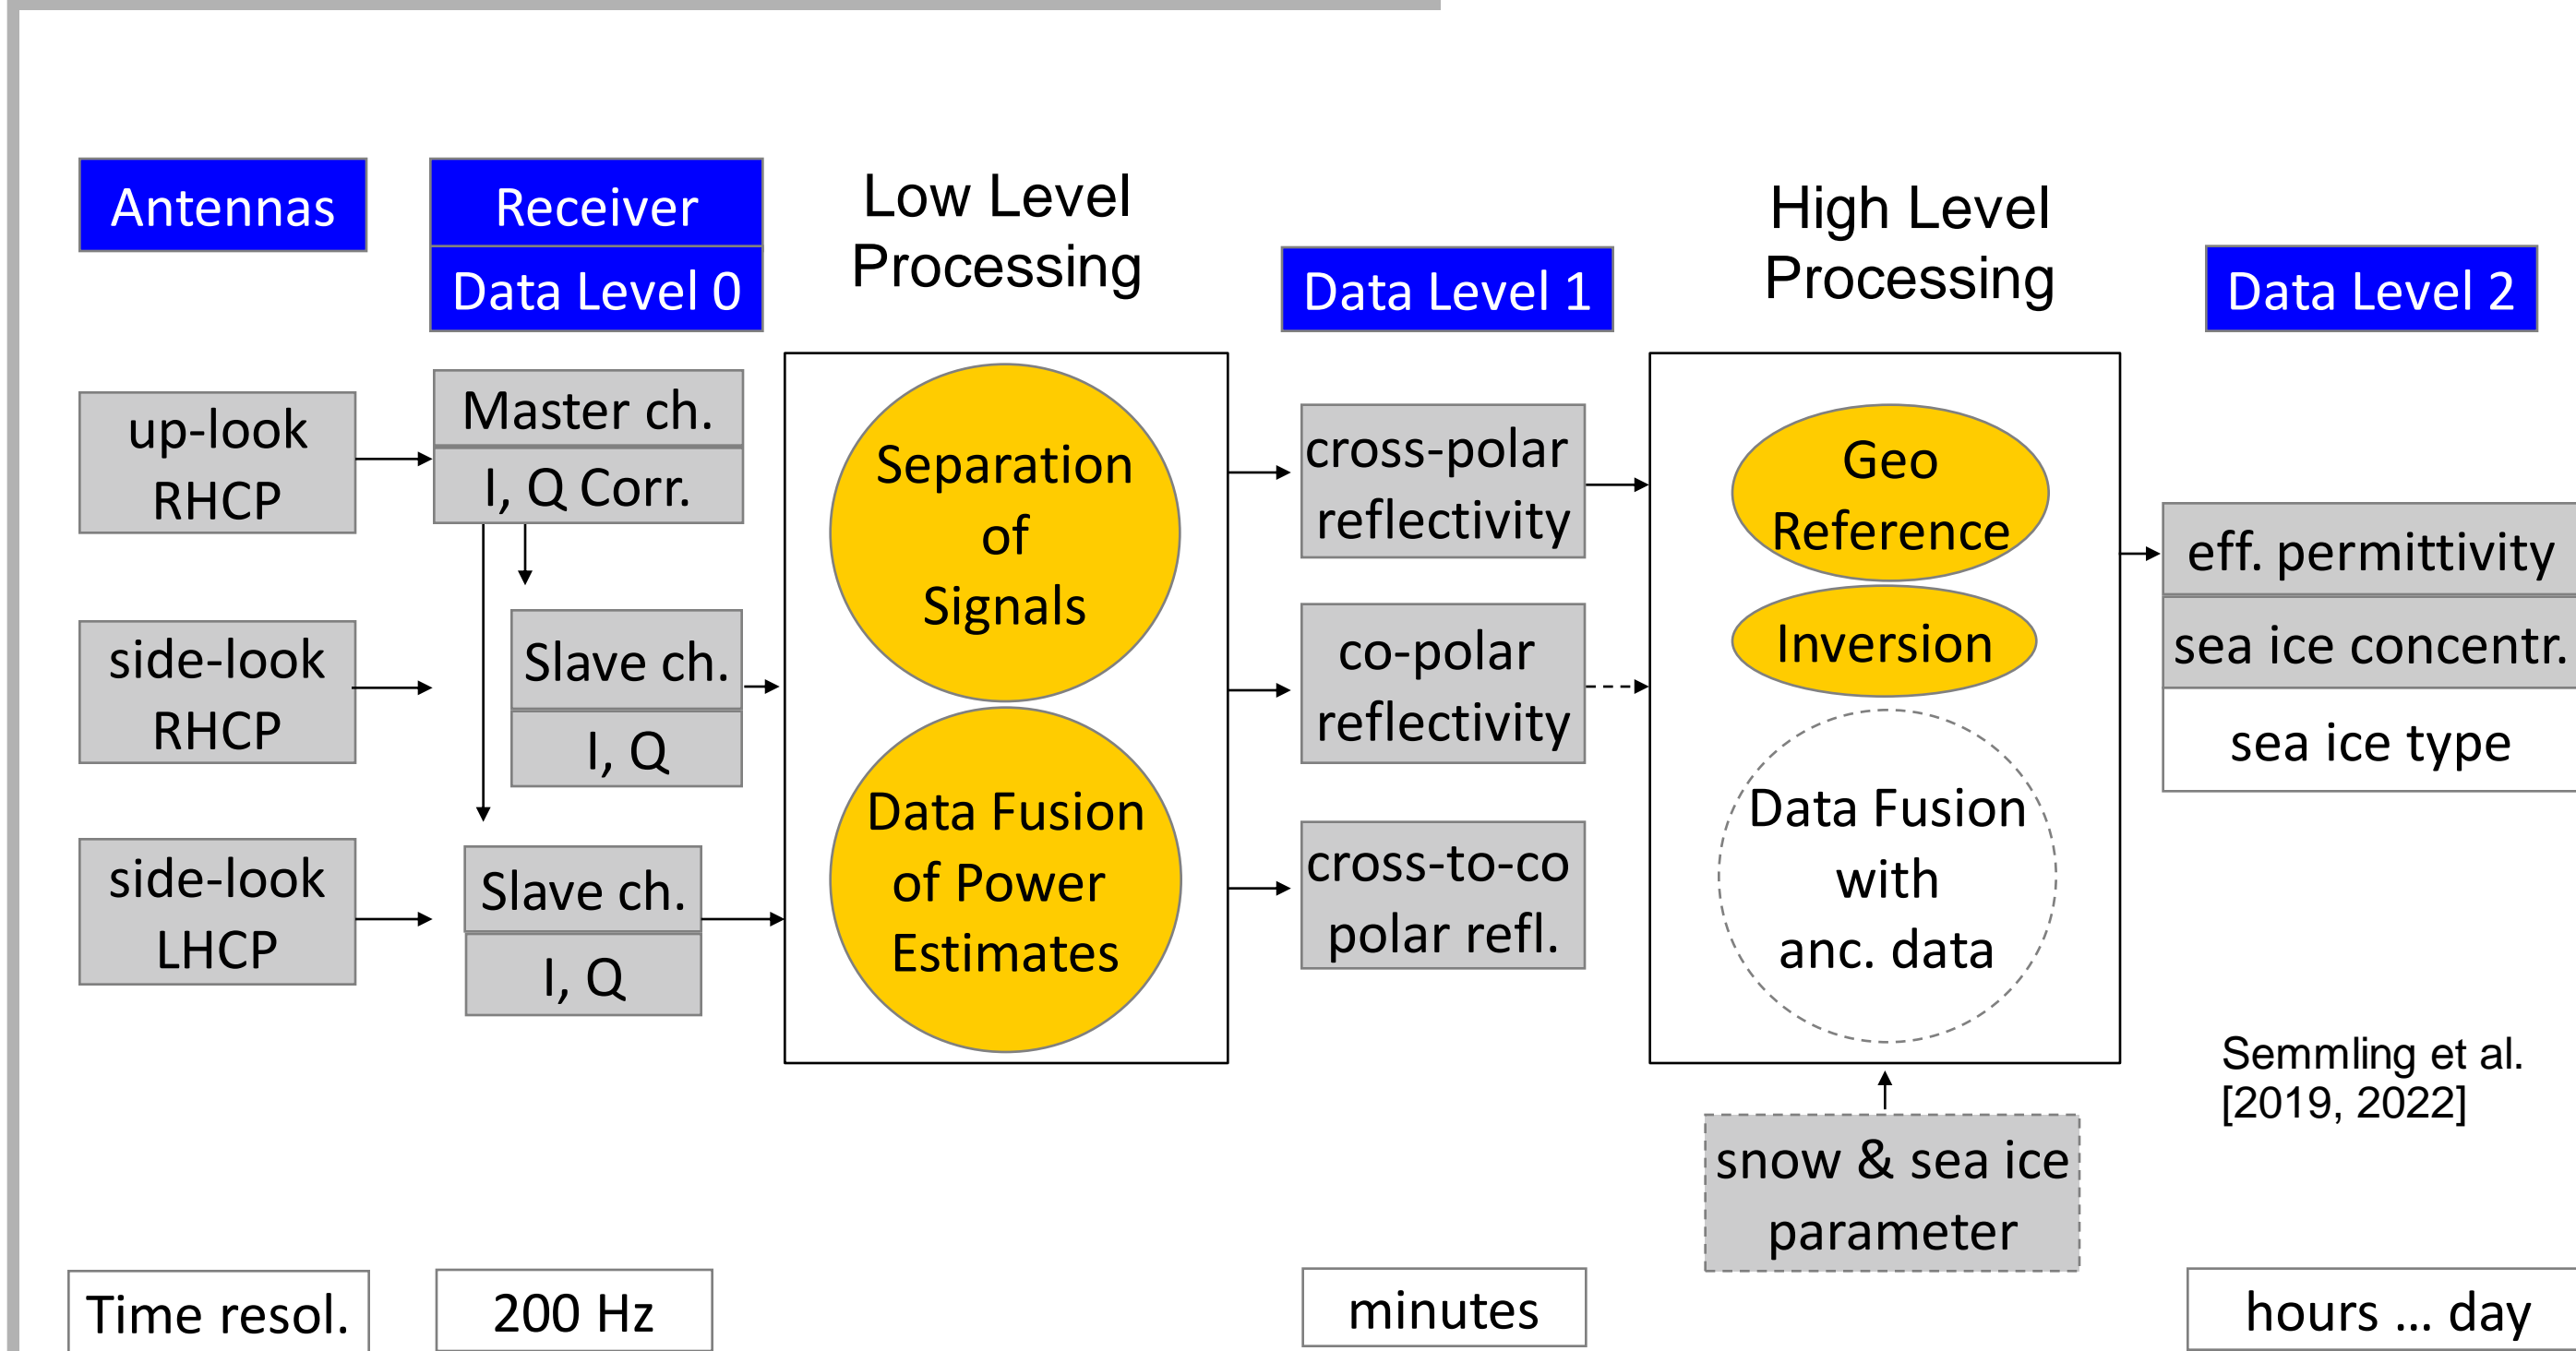 Antennas
Receiver
Data Level 0
Low Level
Processing
Data Level 1
High Level
Processing
Data Level 2
up-look
RHCP
side-look
RHCP
side-look
LHCP
Master ch.
I, Q Corr.
Slave ch.
I, Q
Slave ch.
I, Q
Separation
of
Signals
Data Fusion
of Power
Estimates
cross-polar
reflectivity
co-polar
reflectivity
cross-to-co
polar refl.
Geo
Reference
Inversion
Data Fusion
with
anc. data
snow & sea ice
parameter
eff. permittivity
sea ice concentr.
sea ice type
Semmling et al.
[2019, 2022]
Time resol.
200 Hz
minutes
hours ... day